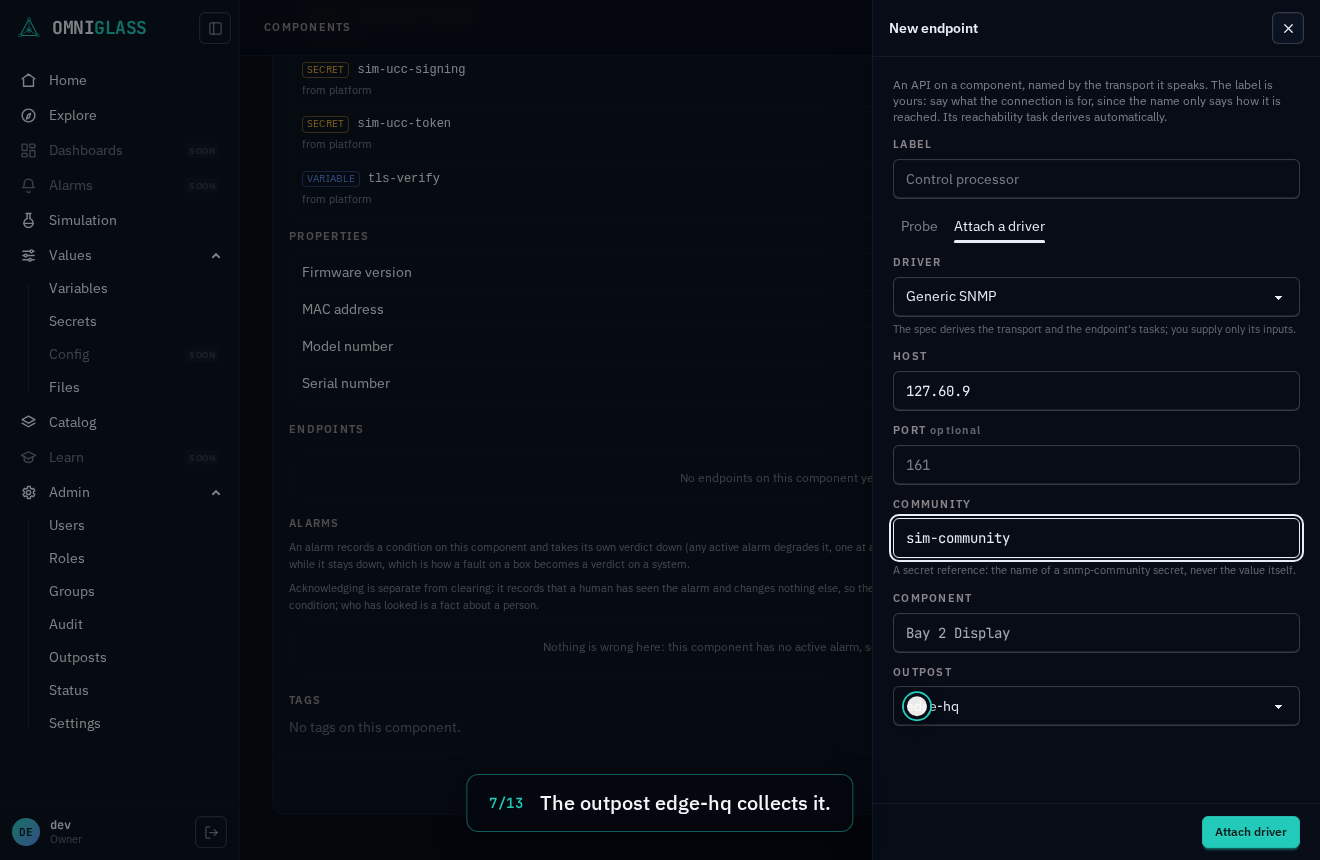 OMNIGLASS
Home
Explore
Dashboards SOON
Alarms SOON
Simulation
Values
Variables
Secrets
Config SOON
Files
Catalog
Learn SOON
Admin
Users
Roles
Groups
Audit
Outposts
Status
Settings
DE
dev
Owner
COMPONENTS
SECRET sim-ucc-signing
from platform
SECRET sim-ucc-token
from platform
VARIABLE tls-verify
from platform
PROPERTIES
Firmware version
MAC address
Model number
Serial number
ENDPOINTS
No endpoints on this component ye
ALARMS
An alarm records a condition on this component and takes its own verdict down (any active alarm degrades it, one at a
while it stays down, which is how a fault on a box becomes a verdict on a system.
Acknowledging is separate from clearing: it records that a human has seen the alarm and changes nothing else, so the
condition; who has looked is a fact about a person.
Nothing is wrong here: this component has no active alarm, s
TAGS
No tags on this component.
7/13 The outpost edge-hq collects it.
New endpoint
An API on a component, named by the transport it speaks. The label is
yours: say what the connection is for, since the name only says how it is
reached. Its reachability task derives automatically.
LABEL
Control processor
Probe Attach a driver
DRIVER
Generic SNMP
The spec derives the transport and the endpoint's tasks; you supply only its inputs.
HOST
127.60.9
PORT optional
161
COMMUNITY
sim-community
A secret reference: the name of a snmp-community secret, never the value itself.
COMPONENT
Bay 2 Display
OUTPOST
edge-hq
Attach driver